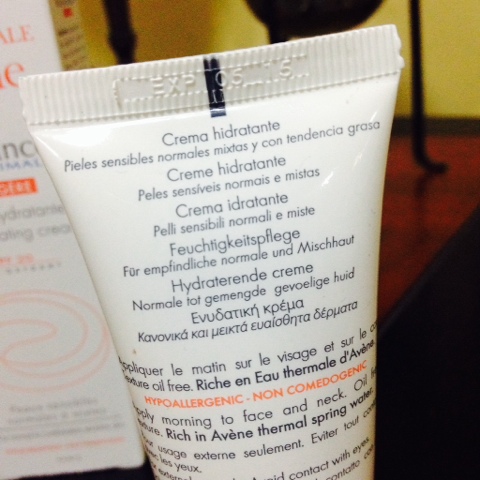 EXP 05 15
Crema hidratante
Pieles sensibles normales mixtas y con tendencia grasa
Creme hidratante
Peles sensíveis normais e mistas
Crema idratante
Pelli sensibili normali e miste
Feuchtigkeitspflege
Für empfindliche normale und Mischhaut
Hydraterende creme
Normale tot gemengde gevoelige huid
Ενυδατική κρέμα
Κανονικά και μεικτά ευαίσθητα δέρματα
Appliquer le matin sur le visage et sur le
texture oil free. Riche en Eau thermale d'Avène.
HYPOALLERGENIC - NON COMEDOGENIC
Apply morning to face and neck. Oil
texture. Rich in Avène thermal spring water.
usage externe seulement. Eviter tout
avec les yeux.
Avoid contact with eyes.
contatto